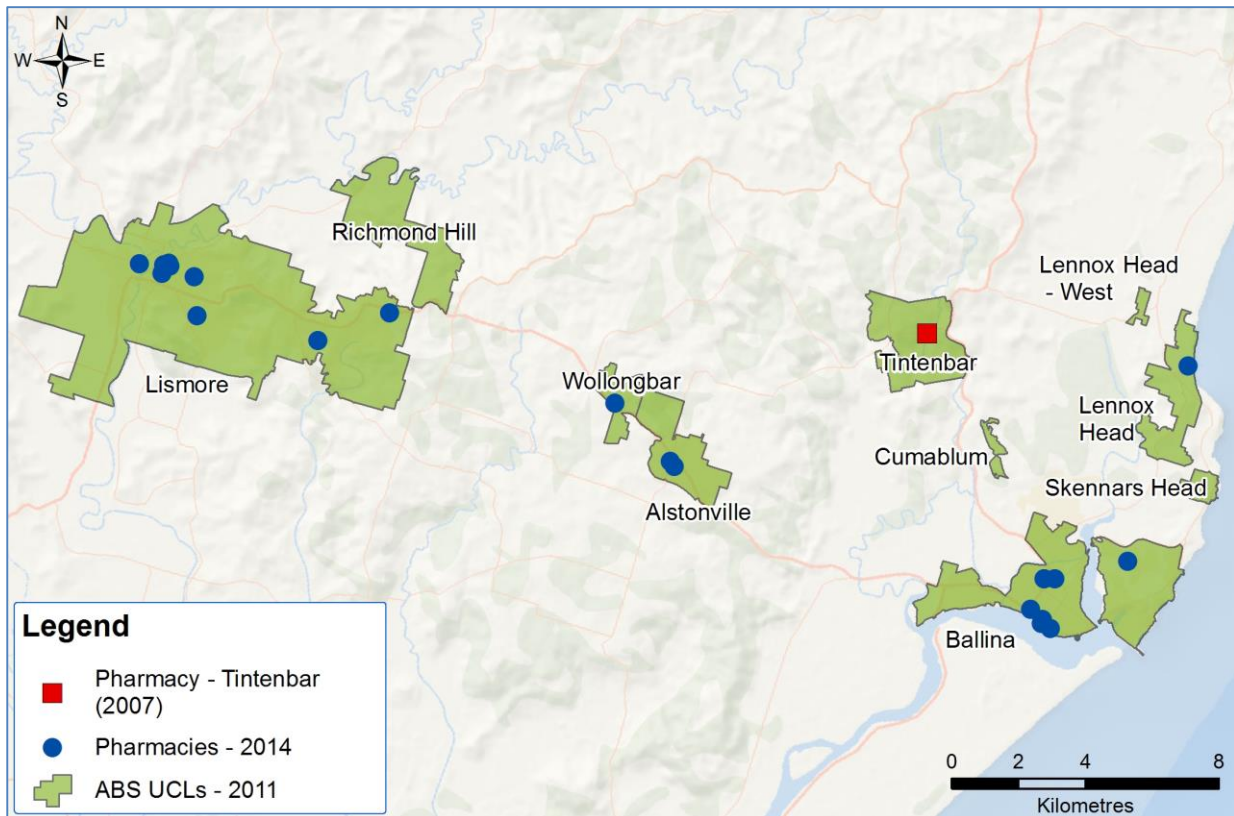 N
W E
S
Richmond Hill
Lismore
Wollongbar
Alstonville
Tintenbar
Cumablum
Lennox Head
- West
Lennox
Head
Skennars Head
Ballina
Legend
Pharmacy - Tintenbar
(2007)
Pharmacies - 2014
ABS UCLs - 2011
0 2 4 8
Kilometres